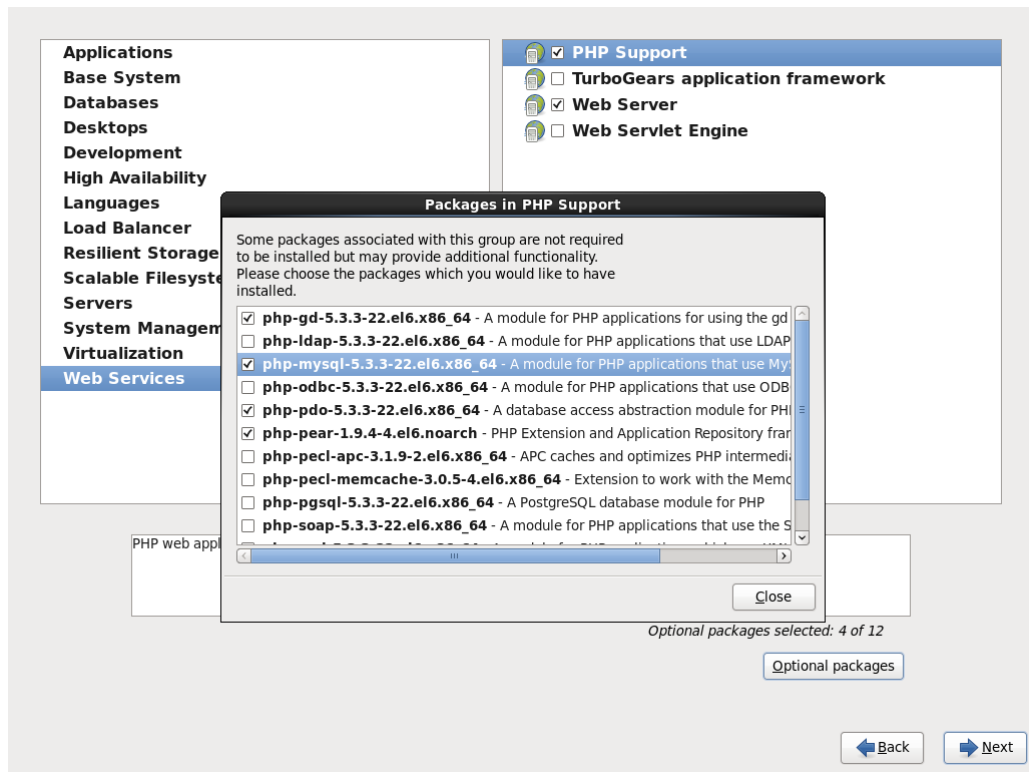 Applications
Base System
Databases
Desktops
Development
High Availability
Languages
Load Balancer
Resilient Storage
Scalable Filesyste
Servers
System Managem
Virtualization
Web Services
PHP Support
TurboGears application framework
Web Server
Web Servlet Engine
Packages in PHP Support
Some packages associated with this group are not required
to be installed but may provide additional functionality.
Please choose the packages which you would like to have
installed.
php-gd-5.3.3-22.el6.x86_64 - A module for PHP applications for using the gd
php-ldap-5.3.3-22.el6.x86_64 - A module for PHP applications that use LDAP
php-mysql-5.3.3-22.el6.x86_64 - A module for PHP applications that use My
php-odbc-5.3.3-22.el6.x86_64 - A module for PHP applications that use ODB
php-pdo-5.3.3-22.el6.x86_64 - A database access abstraction module for PH
php-pear-1.9.4-4.el6.noarch - PHP Extension and Application Repository fra
php-pecl-apc-3.1.9-2.el6.x86_64 - APC caches and optimizes PHP intermedi
php-pecl-memcache-3.0.5-4.el6.x86_64 - Extension to work with the Mem
php-pgsql-5.3.3-22.el6.x86_64 - A PostgreSQL database module for PHP
php-soap-5.3.3-22.el6.x86_64 - A module for PHP applications that use the S
PHP web appl
Close
Optional packages selected: 4 of 12
Optional packages
Back
Next